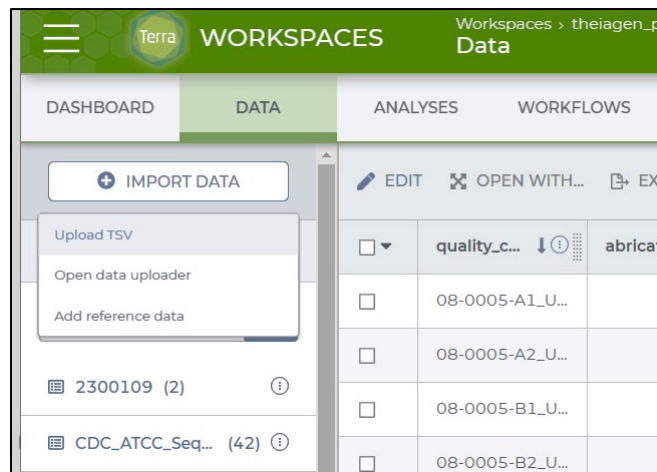 Terra
WORKSPACES
Workspaces › theiagen_p
Data
DASHBOARD
DATA
ANALYSES
WORKFLOWS
IMPORT DATA
EDIT
OPEN WITH...
EX
Upload TSV
Open data uploader
Add reference data
quality_c...
abrica
08-0005-A1_U...
08-0005-A2_U...
2300109 (2)
08-0005-B1_U...
CDC_ATCC_Seq... (42)
08-0005-B2_U...